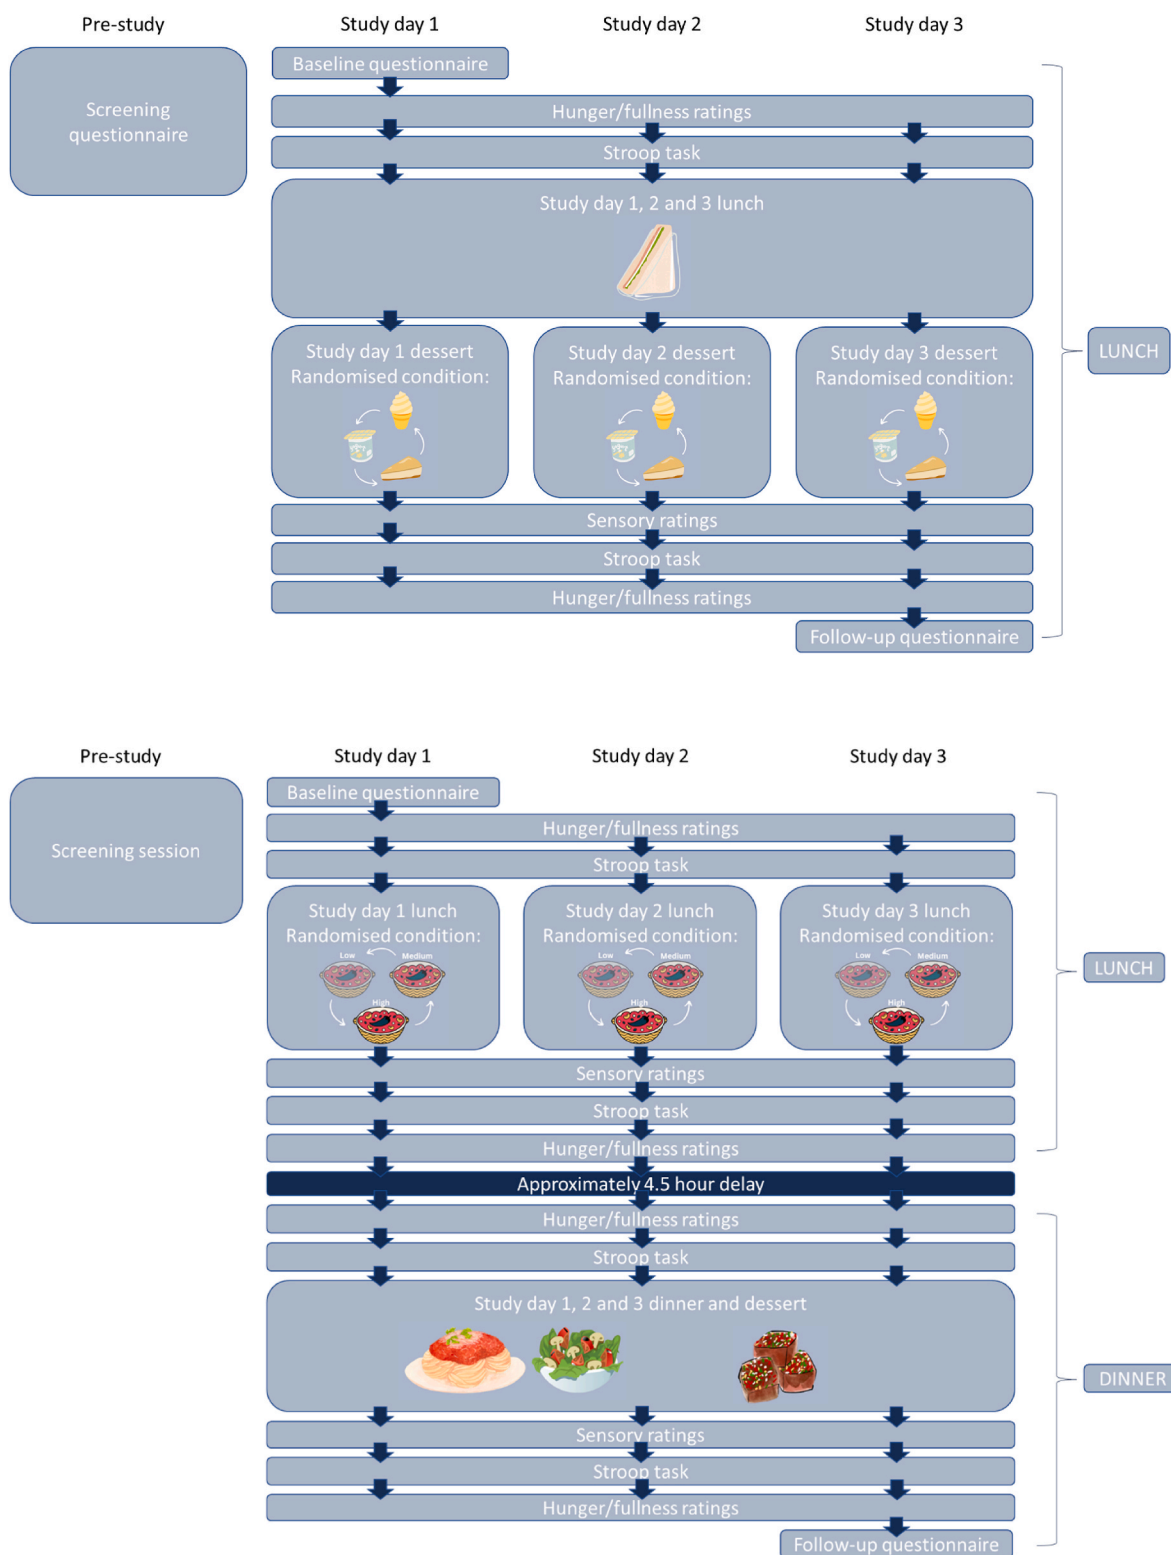 Pre-study
Study day 1
Study day 2
Study day 3
Screening
questionnaire
Baseline questionnaire
Hunger/fullness ratings
Stroop task
Study day 1, 2 and 3 lunch
Study day 1 dessert
Randomised condition:
Study day 2 dessert
Randomised condition:
Study day 3 dessert
Randomised condition:
LUNCH
Sensory ratings
Stroop task
Hunger/fullness ratings
Follow-up questionnaire
Pre-study
Study day 1
Study day 2
Study day 3
Screening session
Baseline questionnaire
Hunger/fullness ratings
Stroop task
Study day 1 lunch
Randomised condition:
Low
Medium
High
Study day 2 lunch
Randomised condition:
Low
Medium
High
Study day 3 lunch
Randomised condition:
Low
Medium
High
LUNCH
Sensory ratings
Stroop task
Hunger/fullness ratings
Approximately 4.5 hour delay
Hunger/fullness ratings
Stroop task
Study day 1, 2 and 3 dinner and dessert
DINNER
Sensory ratings
Stroop task
Hunger/fullness ratings
Follow-up questionnaire